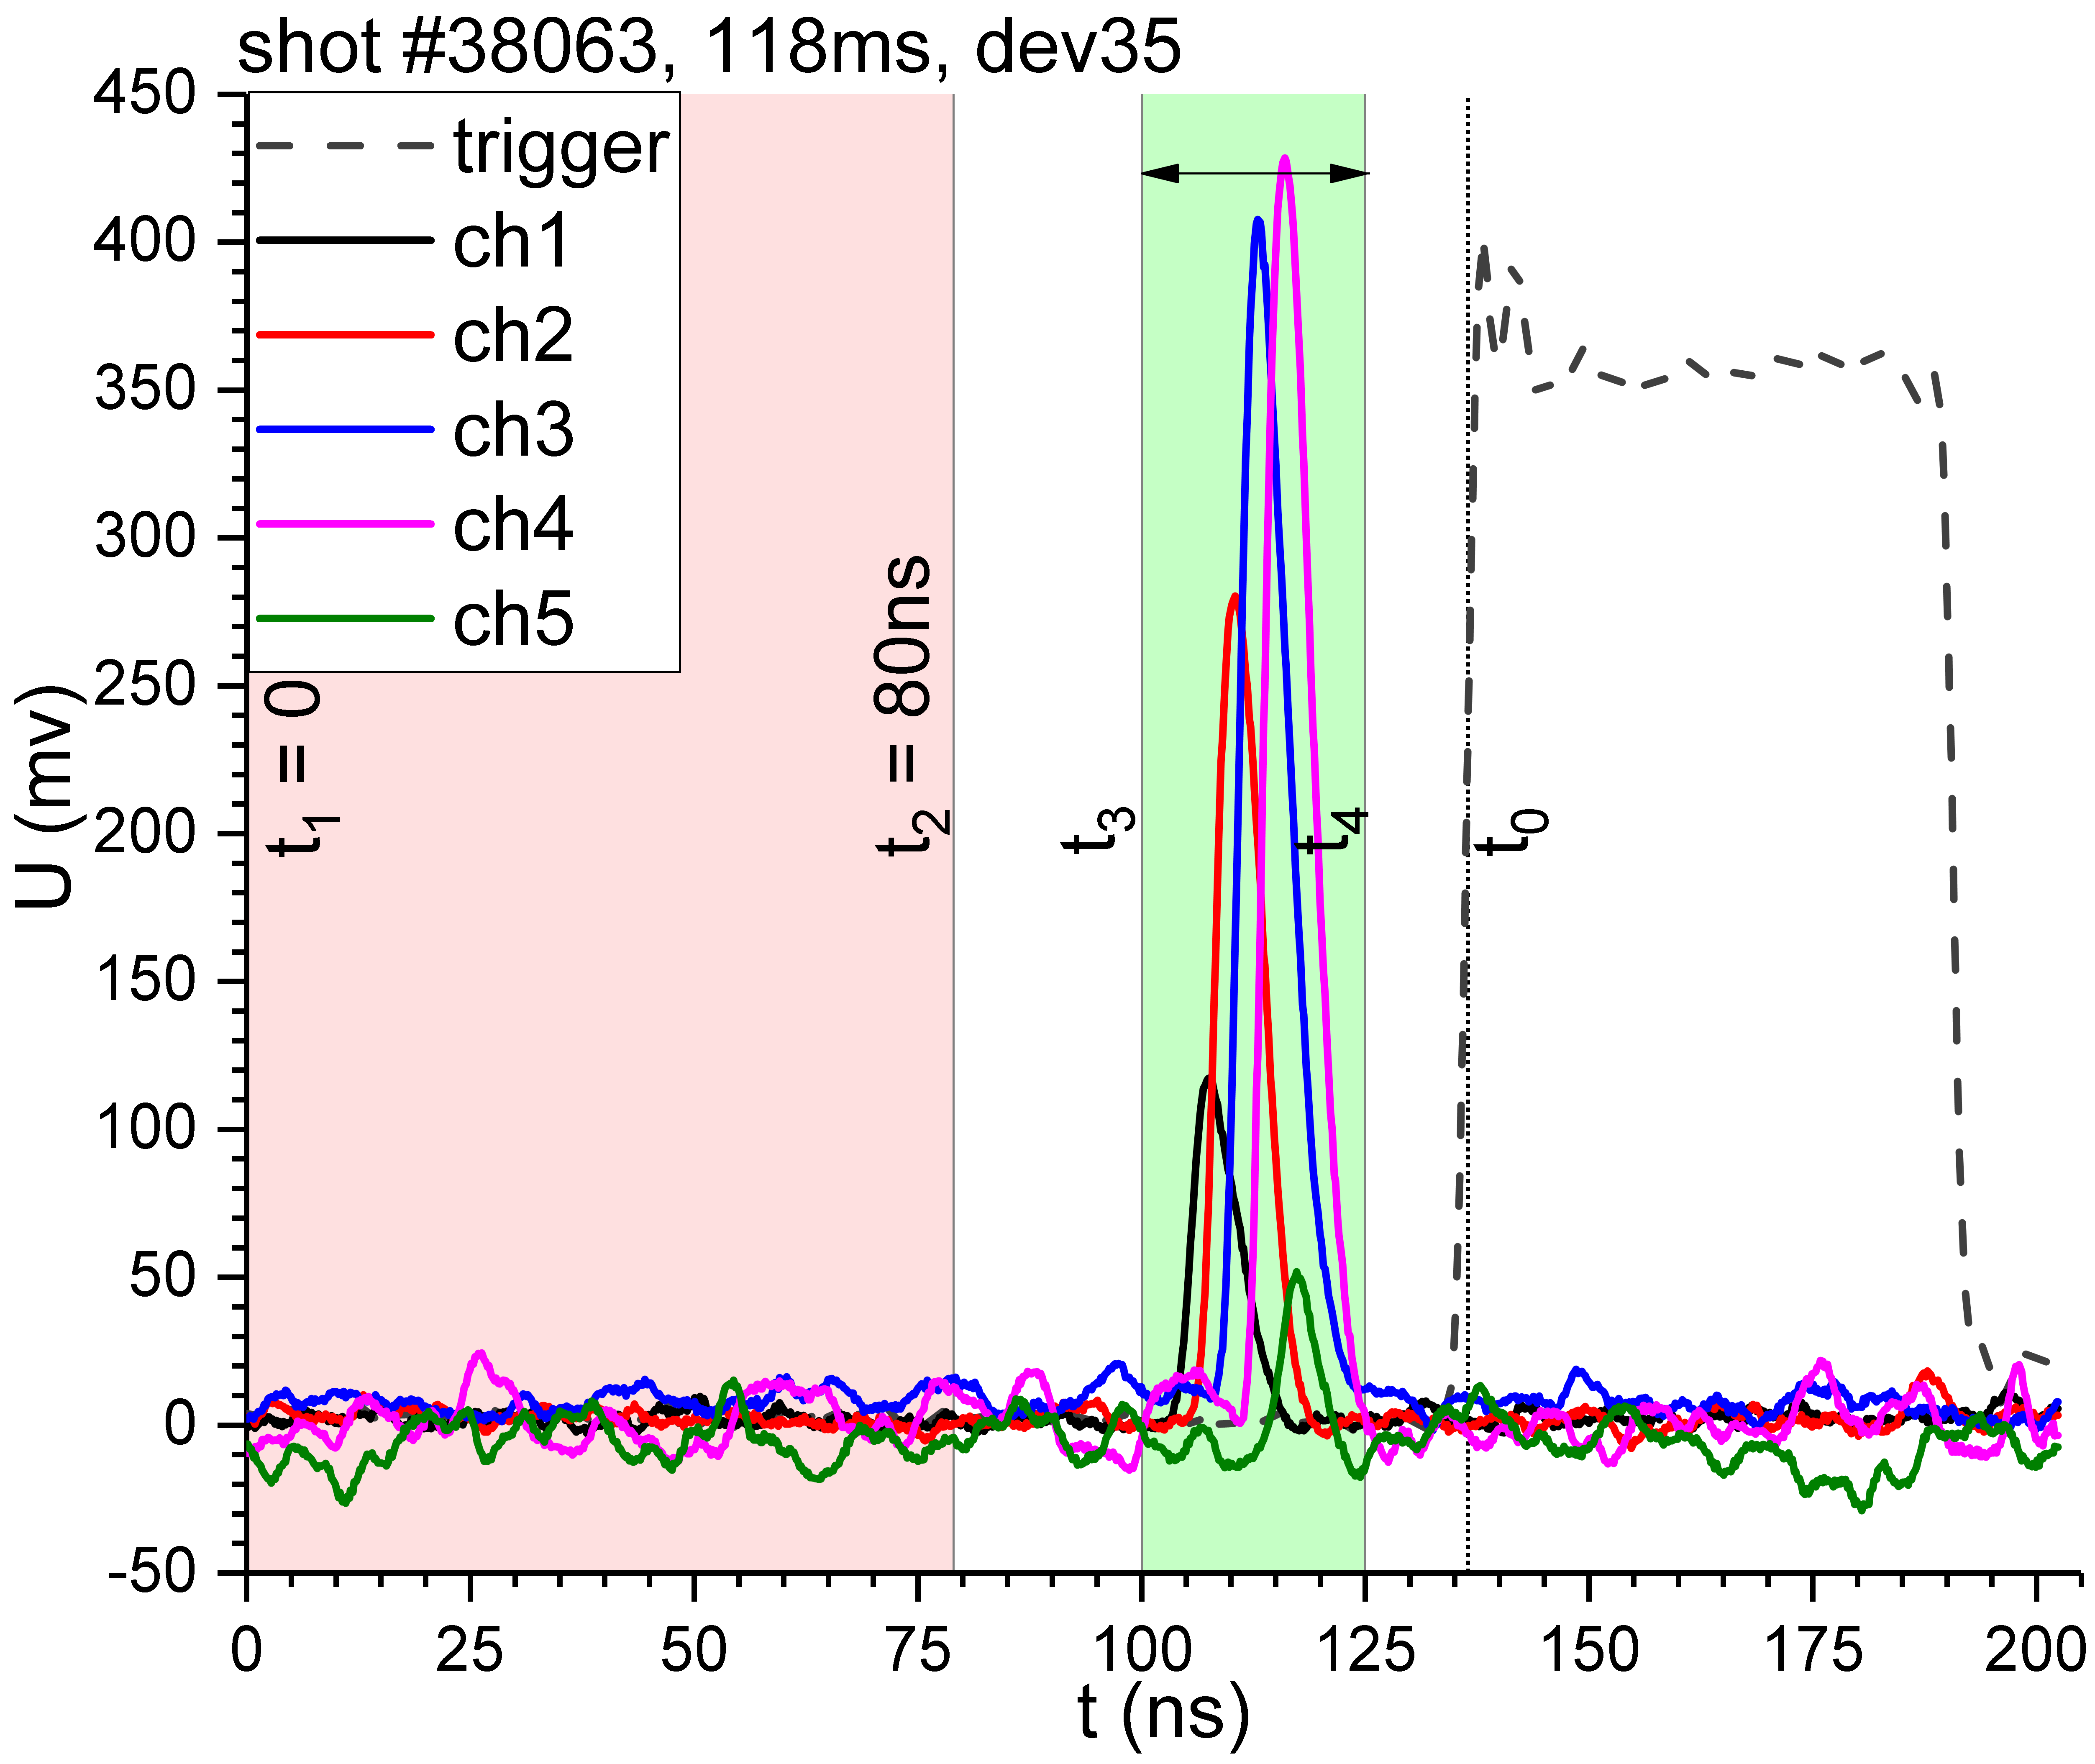 shot #38063, 118ms, dev35
U (mv)
450
400
350
300
250
200
150
100
50
0
-50
trigger
ch1
ch2
ch3
ch4
ch5
t₁ = 0
t₂ = 80ns
t₃
t₄
t₀
0 25 50 75 100 125 150 175 200
t (ns)